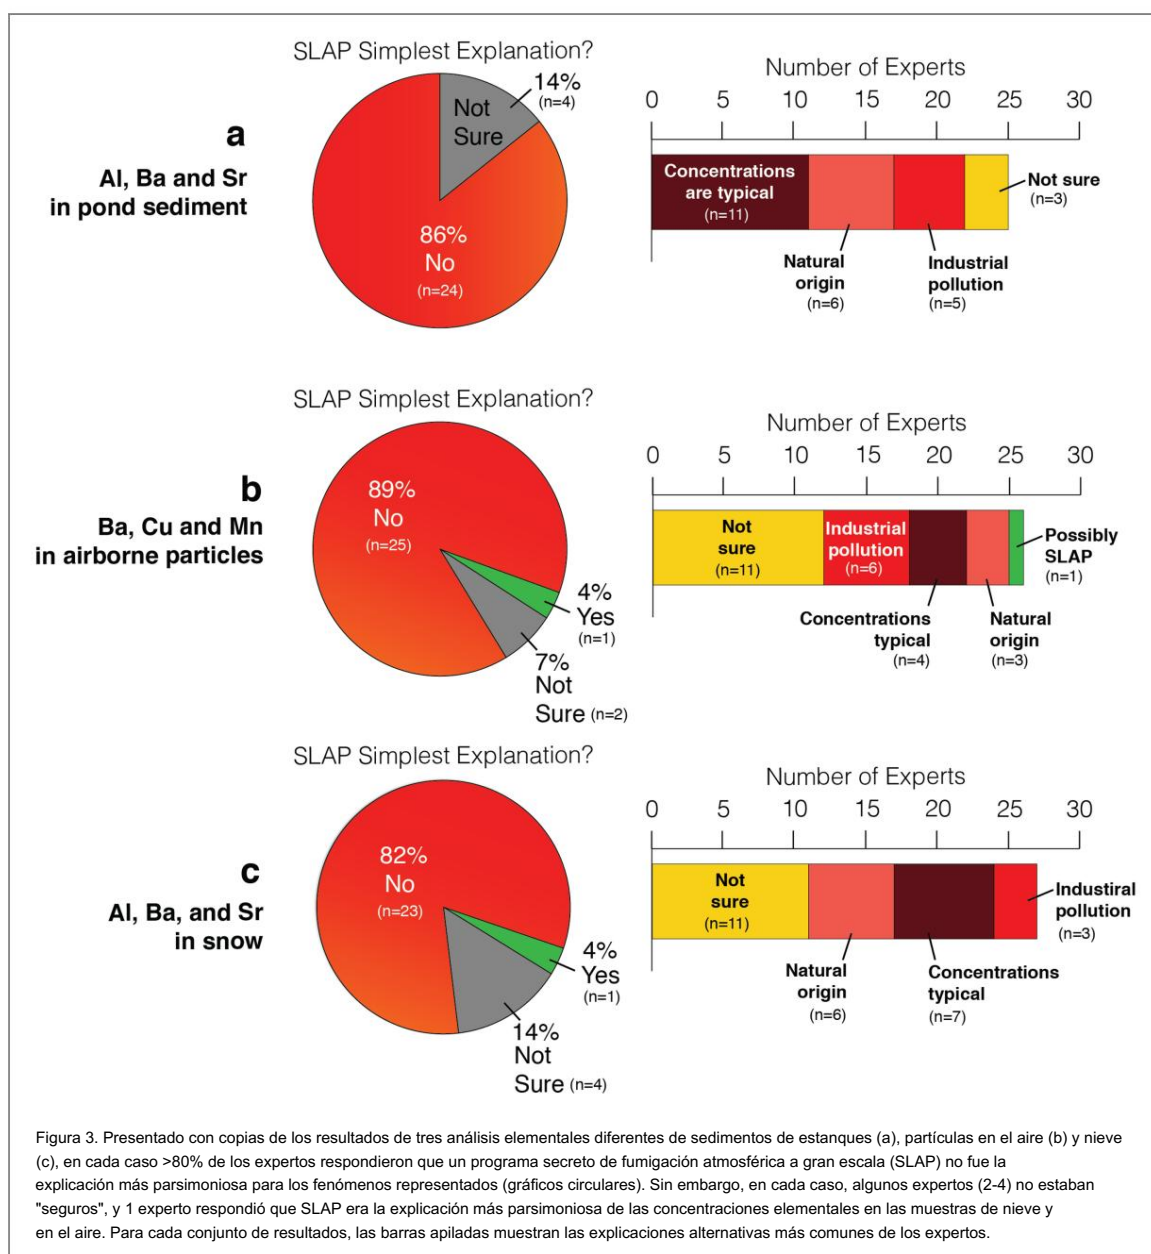 SLAP Simplest Explanation?
14%
(n=4)
Not
Sure
86%
No
(n=24)
a
Al, Ba and Sr
in pond sediment
Number of Experts
0 5 10 15 20 25 30
Concentrations
are typical
(n=11)
Not sure
(n=3)
Natural
origin
(n=6)
Industrial
pollution
(n=5)
SLAP Simplest Explanation?
89%
No
(n=25)
4%
Yes
(n=1)
7%
Not
Sure (n=2)
b
Ba, Cu and Mn
in airborne particles
Number of Experts
0 5 10 15 20 25 30
Not
sure
(n=11)
Industrial
pollution
(n=6)
Possibly
SLAP
(n=1)
Concentrations
typical
(n=4)
Natural
origin
(n=3)
SLAP Simplest Explanation?
82%
No
(n=23)
4%
Yes
(n=1)
14%
Not
Sure (n=4)
c
Al, Ba, and Sr
in snow
Number of Experts
0 5 10 15 20 25 30
Not
sure
(n=11)
Industiral
pollution
(n=3)
Natural
origin
(n=6)
Concentrations
typical
(n=7)
Figura 3. Presentado con copias de los resultados de tres análisis elementales diferentes de sedimentos de estanques (a), partículas en el aire (b) y nieve
(c), en cada caso >80% de los expertos respondieron que un programa secreto de fumigación atmosférica a gran escala (SLAP) no fue la
explicación más parsimoniosa para los fenómenos representados (gráficos circulares). Sin embargo, en cada caso, algunos expertos (2-4) no estaban
"seguros", y 1 experto respondió que SLAP era la explicación más parsimoniosa de las concentraciones elementales en las muestras de nieve y
en el aire. Para cada conjunto de resultados, las barras apiladas muestran las explicaciones alternativas más comunes de los expertos.